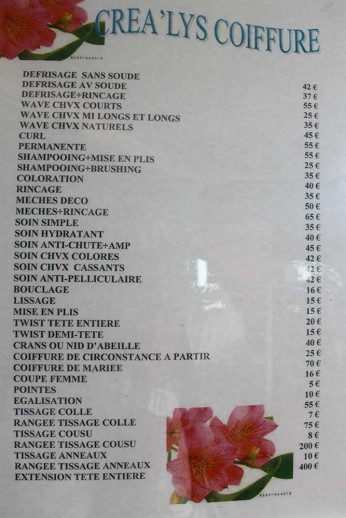 CREA'LYS COIFFURE
DEFRISAGE SANS SOUDE 42 €
DEFRISAGE AV SOUDE 37 €
DEFRISAGE+RINCAGE 55 €
WAVE CHVX COURTS 25 €
WAVE CHVX MI LONGS ET LONGS 35 €
WAVE CHVX NATURELS 45 €
CURL 55 €
PERMANENTE 55 €
SHAMPOOING+MISE EN PLIS 25 €
SHAMPOOING+BRUSHING 35 €
COLORATION 40 €
RINCAGE 35 €
MECHES DECO 50 €
MECHES+RINCAGE 65 €
SOIN SIMPLE 35 €
SOIN HYDRATANT 40 €
SOIN ANTI-CHUTE+AMP 45 €
SOIN CHVX COLORES 42 €
SOIN CHVX CASSANTS 42 €
SOIN ANTI-PELLICULAIRE 42 €
BOUCLAGE 16 €
LISSAGE 15 €
MISE EN PLIS 15 €
TWIST TETE ENTIERE 20 €
TWIST DEMI-TETE 15 €
CRANS OU NID D'ABEILLE 40 €
COIFFURE DE CIRCONSTANCE A PARTIR 25 €
COIFFURE DE MARIEE 70 €
COUPE FEMME 16 €
POINTES 5 €
EGALISATION 10 €
TISSAGE COLLE 55 €
RANGEE TISSAGE COLLE 7 €
TISSAGE COUSU 75 €
RANGEE TISSAGE COUSU 8 €
TISSAGE ANNEAUX 200 €
RANGEE TISSAGE ANNEAUX 10 €
EXTENSION TETE ENTIERE 400 €